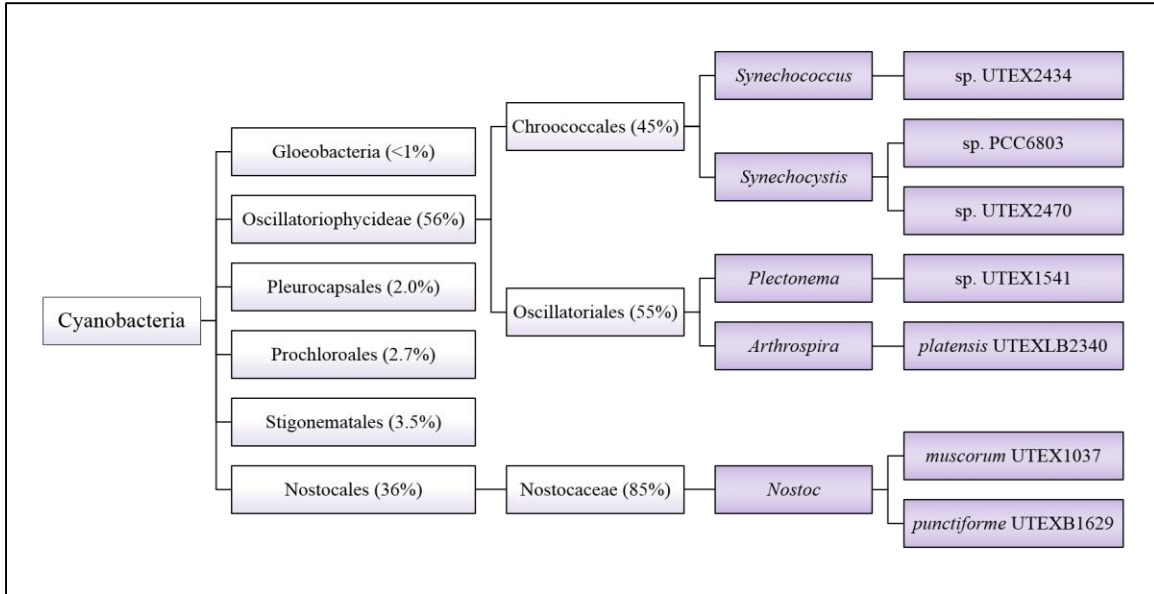 Cyanobacteria
Gloeobacteria (<1%)
Oscillatoriophycideae (56%)
Pleurocapsales (2.0%)
Prochloroales (2.7%)
Stigonematales (3.5%)
Nostocales (36%)
Chroococcales (45%)
Oscillatoriales (55%)
Nostocaceae (85%)
Synechococcus
Synechocystis
Plectonema
Arthrospira
Nostoc
sp. UTEX2434
sp. PCC6803
sp. UTEX2470
sp. UTEX1541
platensis UTEXLB2340
muscorum UTEX1037
punctiforme UTEXB1629